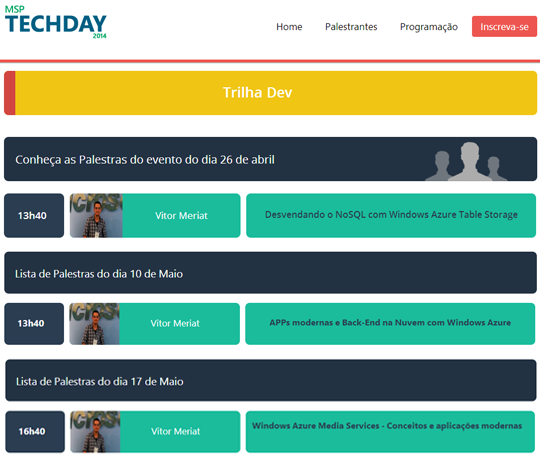 MSP
TECHDAY
2014
Home Palestrantes Programação Inscreva-se
Trilha Dev
Conheça as Palestras do evento do dia 26 de abril
13h40 Vitor Meriat Desvendando o NoSQL com Windows Azure Table Storage
Lista de Palestras do dia 10 de Maio
13h40 Vitor Meriat APPs modernas e Back-End na Nuvem com Windows Azure
Lista de Palestras do dia 17 de Maio
16h40 Vitor Meriat Windows Azure Media Services - Conceitos e aplicações modernas